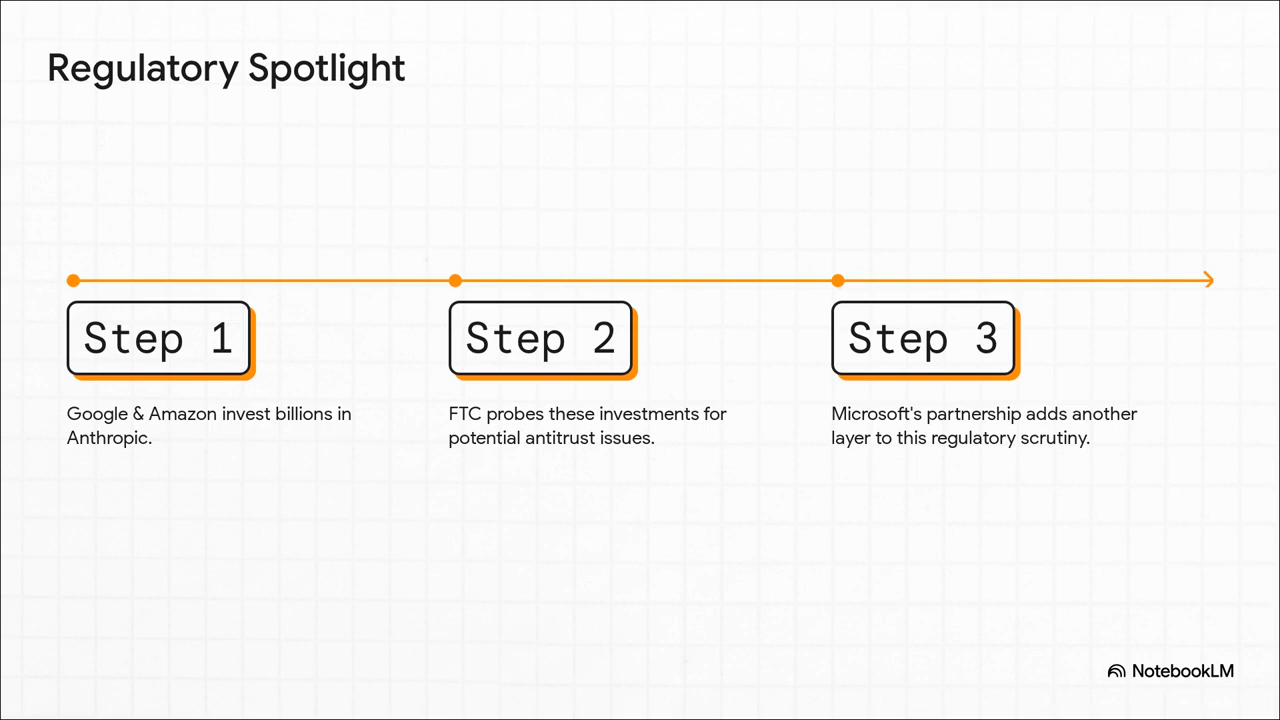 Regulatory Spotlight
Step 1
Google & Amazon invest billions in
Anthropic.
Step 2
FTC probes these investments for
potential antitrust issues.
Step 3
Microsoft's partnership adds another
layer to this regulatory scrutiny.
NotebookLM